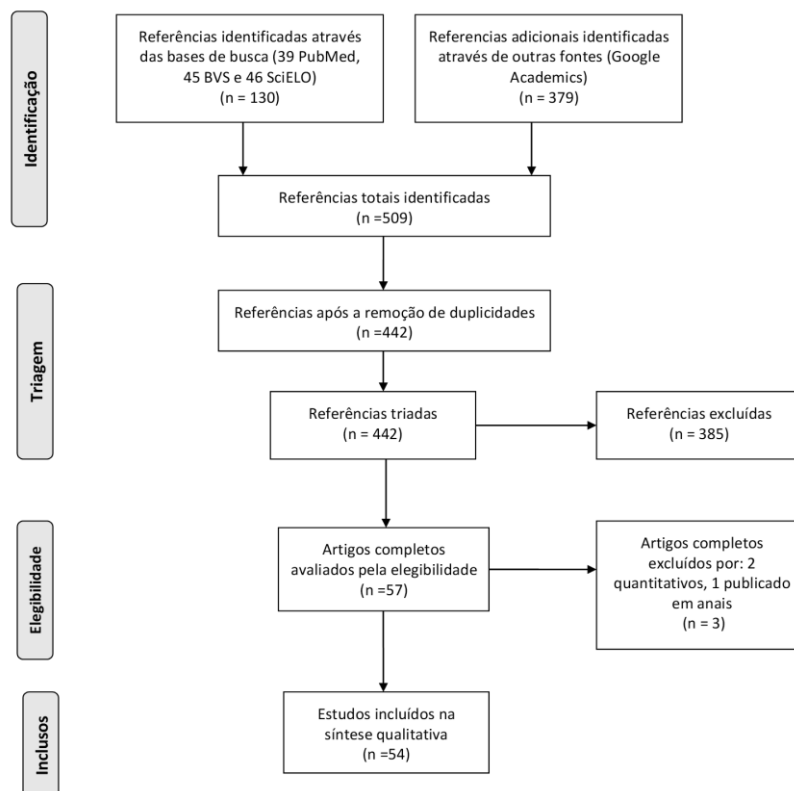 Identificação
Referências identificadas através
das bases de busca (39 PubMed,
45 BVS e 46 SciELO)
(n = 130)
Referencias adicionais identificadas
através de outras fontes (Google
Academics)
(n = 379)
Referências totais identificadas
(n =509)
Triagem
Referências após a remoção de duplicidades
(n =442)
Referências triadas
(n = 442)
Referências excluídas
(n = 385)
Elegibilidade
Artigos completos
avaliados pela elegibilidade
(n =57)
Artigos completos
excluídos por: 2
quantitativos, 1 publicado
em anais
(n = 3)
Inclusos
Estudos incluídos na
síntese qualitativa
(n =54)